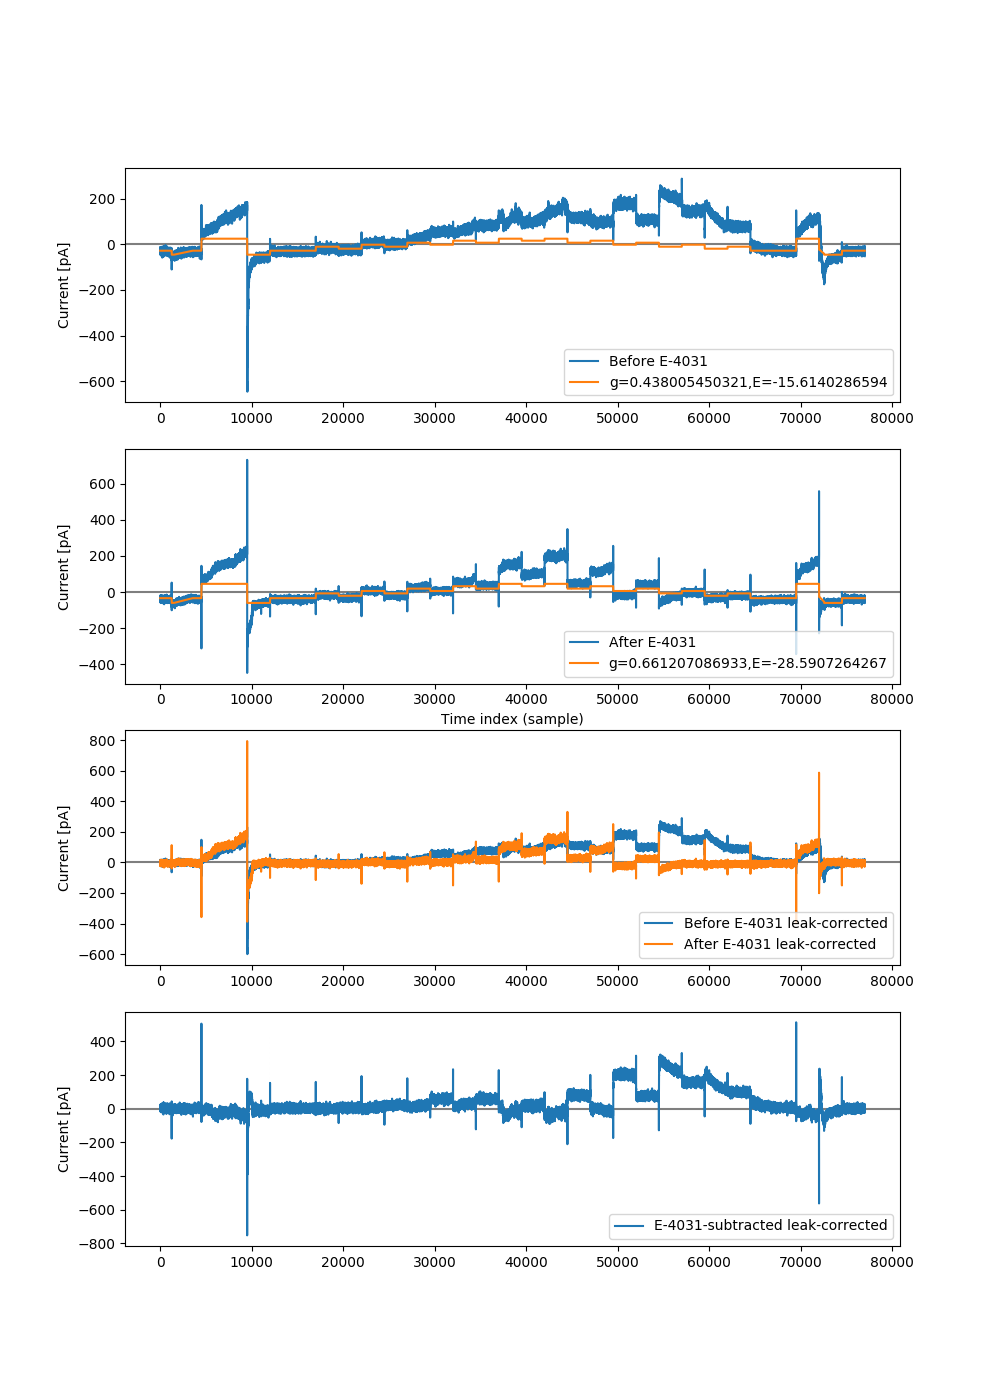 200
0
−200
−400
−600
Current [pA]
Before E-4031
g=0.438005450321,E=-15.6140286594
0 10000 20000 30000 40000 50000 60000 70000 80000
600
400
200
0
−200
−400
Current [pA]
After E-4031
g=0.661207086933,E=-28.5907264267
0 10000 20000 30000 40000 50000 60000 70000 80000
Time index (sample)
800
600
400
200
0
−200
−400
−600
Current [pA]
Before E-4031 leak-corrected
After E-4031 leak-corrected
0 10000 20000 30000 40000 50000 60000 70000 80000
400
200
0
−200
−400
−600
−800
Current [pA]
E-4031-subtracted leak-corrected
0 10000 20000 30000 40000 50000 60000 70000 80000